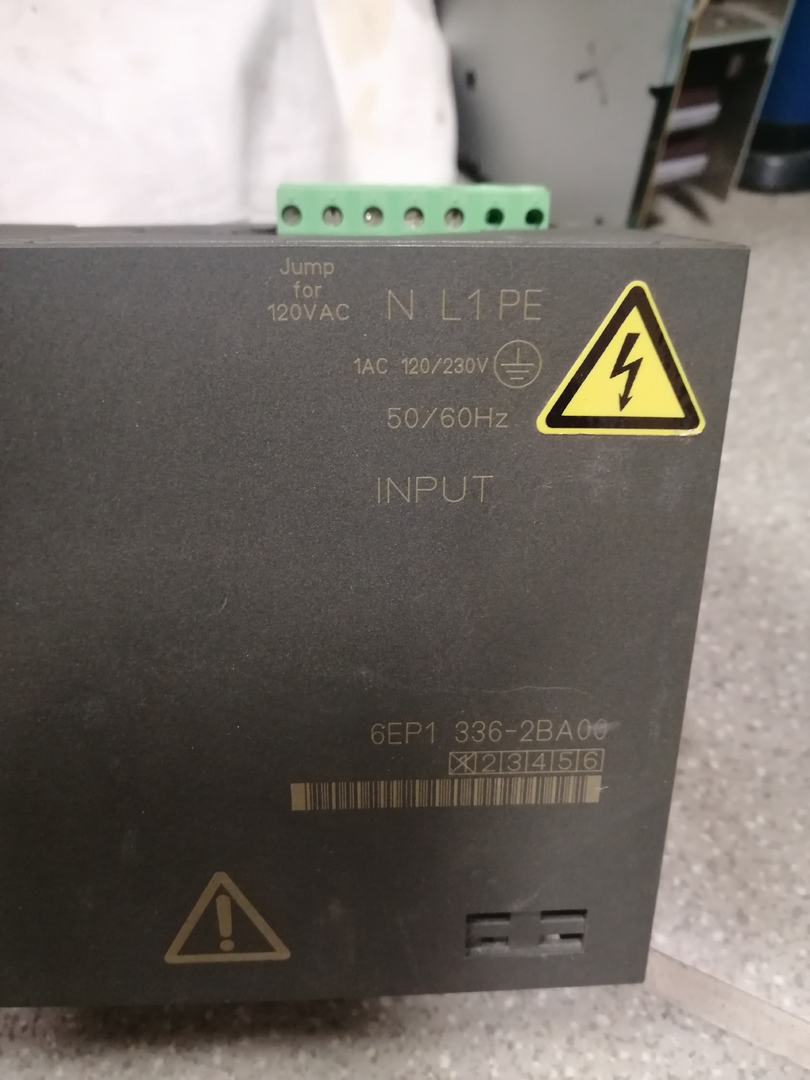 Jump
for
120VAC
N L1 PE
1AC 120/230V
50/60Hz
INPUT
6EP1 336-2BA00
1 2 3 4 5 6